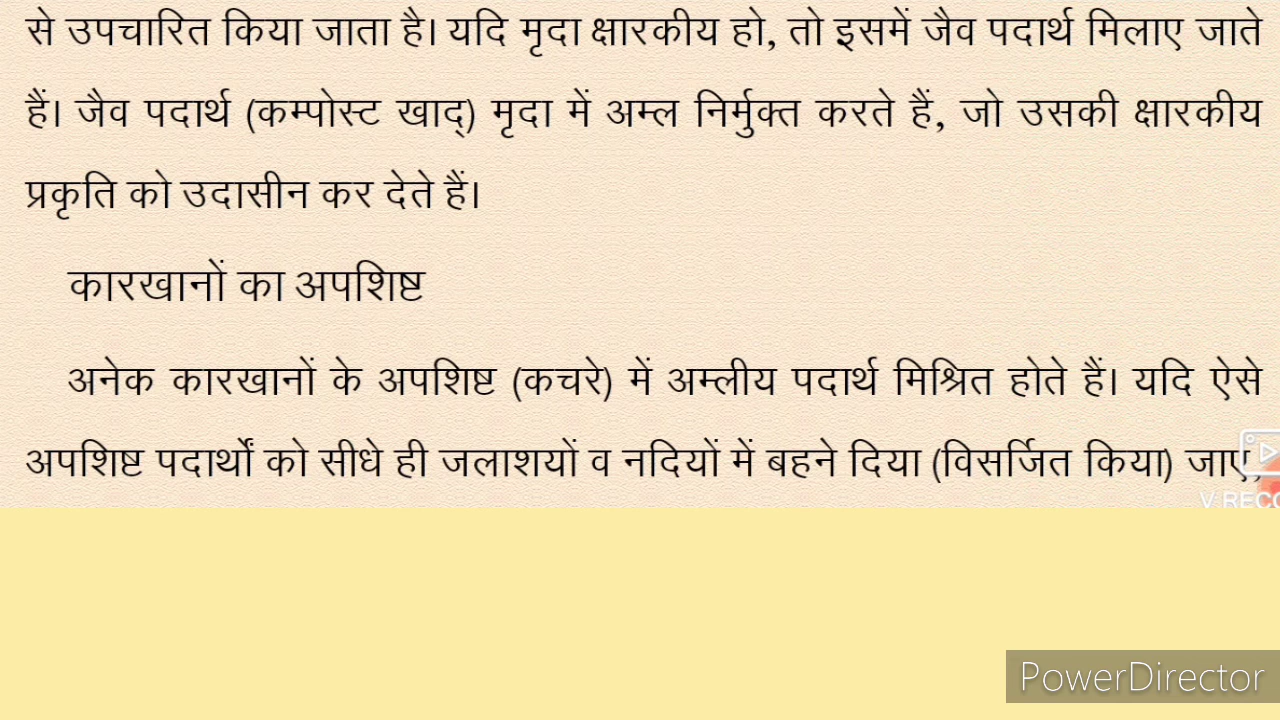 से उपचारित किया जाता है। यदि मृदा क्षारकीय हो, तो इसमें जैव पदार्थ मिलाए जाते
हैं। जैव पदार्थ (कम्पोस्ट खाद्) मृदा में अम्ल निर्मुक्त करते हैं, जो उसकी क्षारकीय
प्रकृति को उदासीन कर देते हैं।
कारखानों का अपशिष्ट
अनेक कारखानों के अपशिष्ट (कचरे) में अम्लीय पदार्थ मिश्रित होते हैं। यदि ऐसे
अपशिष्ट पदार्थों को सीधे ही जलाशयों व नदियों में बहने दिया (विसर्जित किया) जाए,
PowerDirector